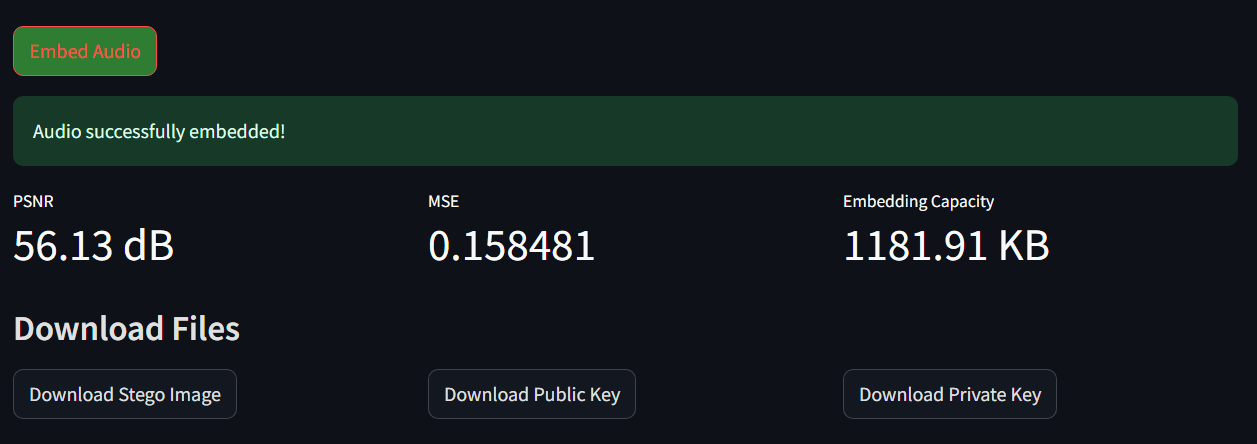 Embed Audio
Audio successfully embedded!
PSNR
56.13 dB
MSE
0.158481
Embedding Capacity
1181.91 KB
Download Files
Download Stego Image
Download Public Key
Download Private Key